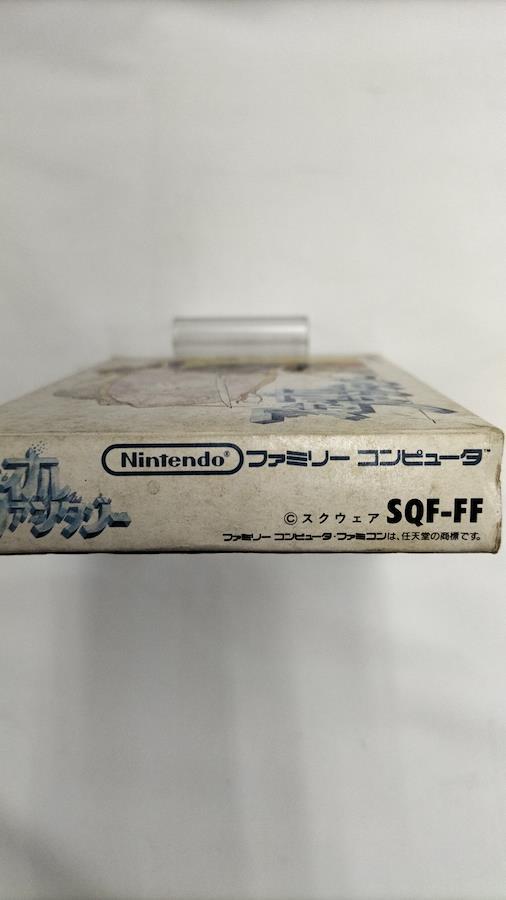 Nintendo® ファミリー コンピュータ™
イナル
ファンタジー
©スクウェア SQF-FF
ファミリー コンピュータ・ファミコンは、任天堂の商標です。